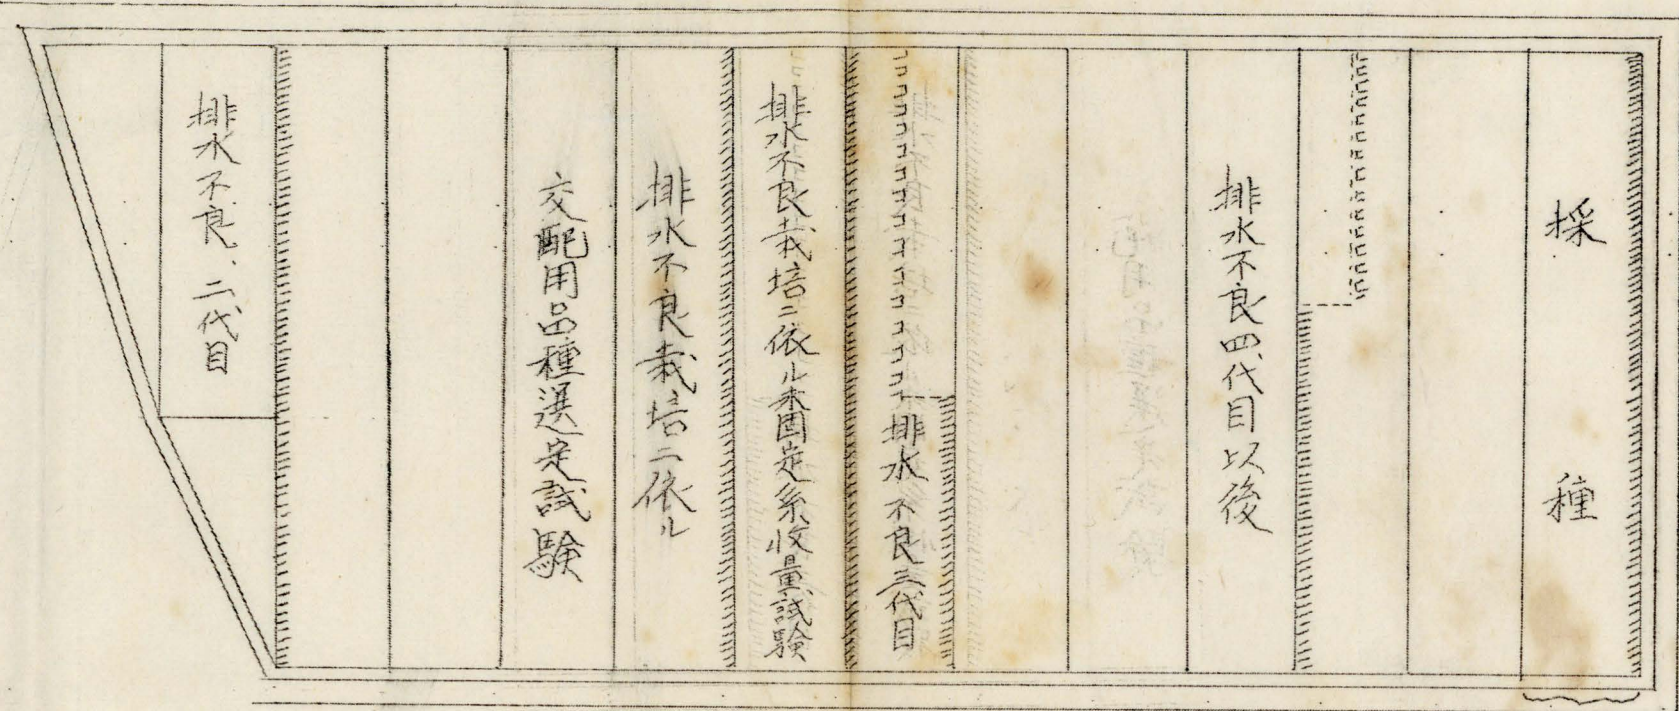 採種
排水不良四代目以後
排水不良三代目
排水不良栽培ニ依ル未固定系收量試験
排水不良栽培ニ依ル
交配用品種選定試験
排水不良、二代目